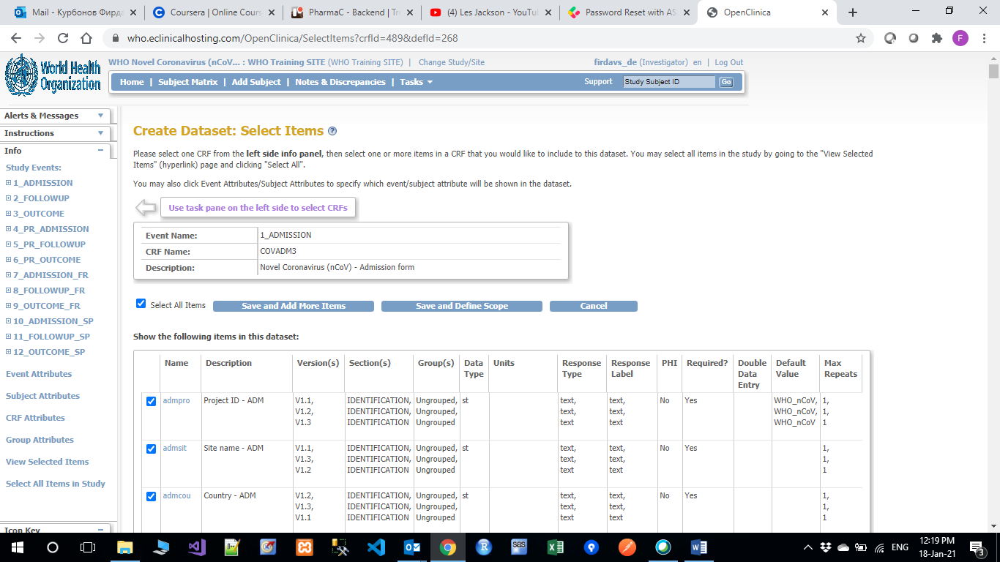 Mail - Курбонов Фирда
Coursera | Online Cours
PharmaC - Backend | Tr
(4) Les Jackson - YouTu
Password Reset with AS
OpenClinica
who.eclinicalhosting.com/OpenClinica/SelectItems?crfId=489&defId=268
F
World Health
Organization
WHO Novel Coronavirus (nCoV... : WHO Training SITE (WHO Training SITE) | Change Study/Site
firdavs_de (Investigator) en | Log Out
Home | Subject Matrix | Add Subject | Notes & Discrepancies | Tasks
Support
Study Subject ID
Go
Alerts & Messages
Instructions
Info
Study Events:
1_ADMISSION
2_FOLLOWUP
3_OUTCOME
4_PR_ADMISSION
5_PR_FOLLOWUP
6_PR_OUTCOME
7_ADMISSION_FR
8_FOLLOWUP_FR
9_OUTCOME_FR
10_ADMISSION_SP
11_FOLLOWUP_SP
12_OUTCOME_SP
Event Attributes
Subject Attributes
CRF Attributes
Group Attributes
View Selected Items
Select All Items in Study
Icon Key
Create Dataset: Select Items
Please select one CRF from the left side info panel, then select one or more items in a CRF that you would like to include to this dataset. You may select all items in the study by going to the "View Selected
Items" (hyperlink) page and clicking "Select All".
You may also click Event Attributes/Subject Attributes to specify which event/subject attribute will be shown in the dataset.
Use task pane on the left side to select CRFs
Event Name: 1_ADMISSION
CRF Name: COVADM3
Description: Novel Coronavirus (nCoV) - Admission form
Select All Items
Save and Add More Items
Save and Define Scope
Cancel
Show the following items in this dataset:
Name Description Version(s) Section(s) Group(s) Data Units Response Response PHI Required? Double Default Max
Type Type Label Data Value Repeats
Entry
admpro Project ID - ADM V1.1, IDENTIFICATION, Ungrouped, st text, text, No Yes WHO_nCoV, 1,
V1.2, IDENTIFICATION, Ungrouped, text, text, WHO_nCoV, 1,
V1.3 IDENTIFICATION Ungrouped text text WHO_nCoV 1
admsit Site name - ADM V1.1, IDENTIFICATION, Ungrouped, st text, text, No Yes 1,
V1.3, IDENTIFICATION, Ungrouped, text, text, 1,
V1.2 IDENTIFICATION Ungrouped text text 1
admcou Country - ADM V1.2, IDENTIFICATION, Ungrouped, st text, text, No Yes 1,
V1.3, IDENTIFICATION, Ungrouped, text, text, 1,
V1.1 IDENTIFICATION Ungrouped text text 1
ENG
12:19 PM
18-Jan-21
3